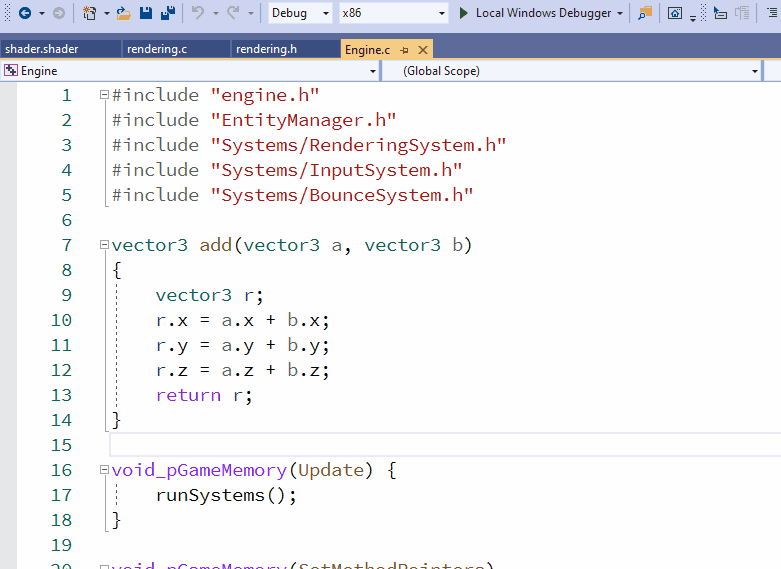 Debug x86 Local Windows Debugger
shader.shader rendering.c rendering.h Engine.c
Engine (Global Scope)
1 #include "engine.h"
2 #include "EntityManager.h"
3 #include "Systems/RenderingSystem.h"
4 #include "Systems/InputSystem.h"
5 #include "Systems/BounceSystem.h"
6
7 vector3 add(vector3 a, vector3 b)
8 {
9 vector3 r;
10 r.x = a.x + b.x;
11 r.y = a.y + b.y;
12 r.z = a.z + b.z;
13 return r;
14 }
15
16 void_pGameMemory(Update) {
17 runSystems();
18 }
19
20 void_pGameMemory(SetMethodPointers)